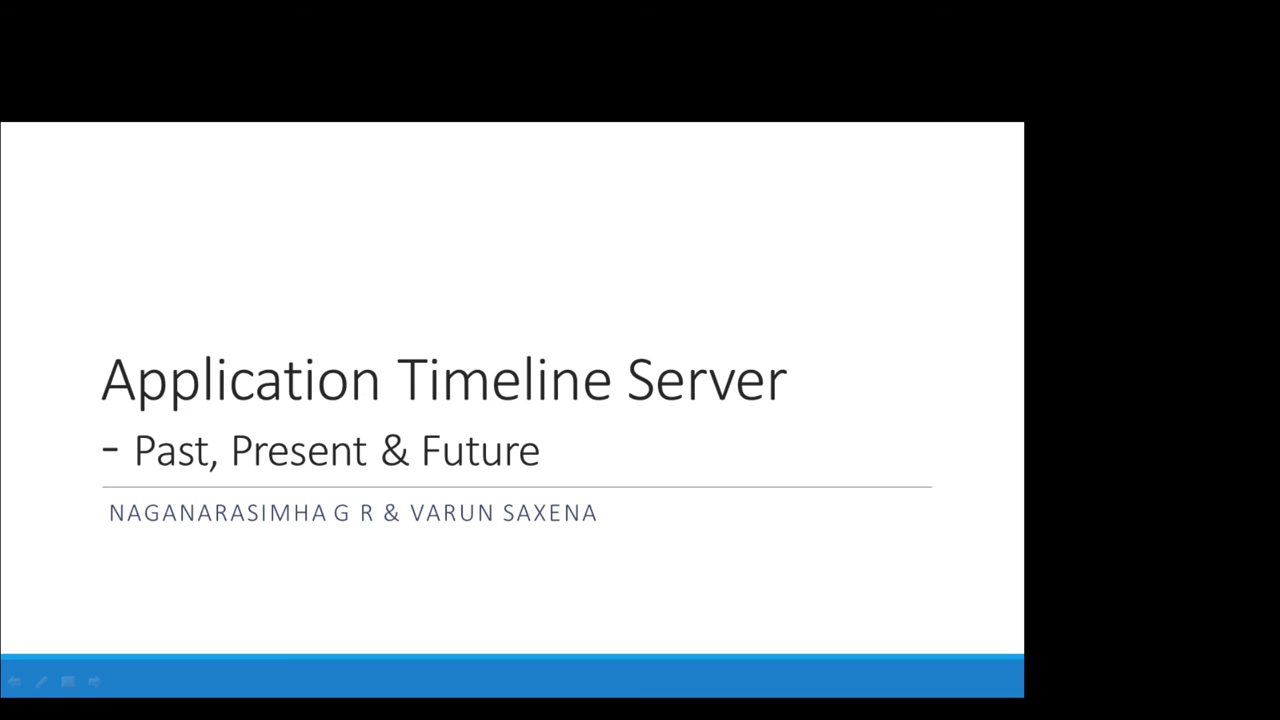 Application Timeline Server
- Past, Present & Future
NAGANARASIMHA G R & VARUN SAXENA